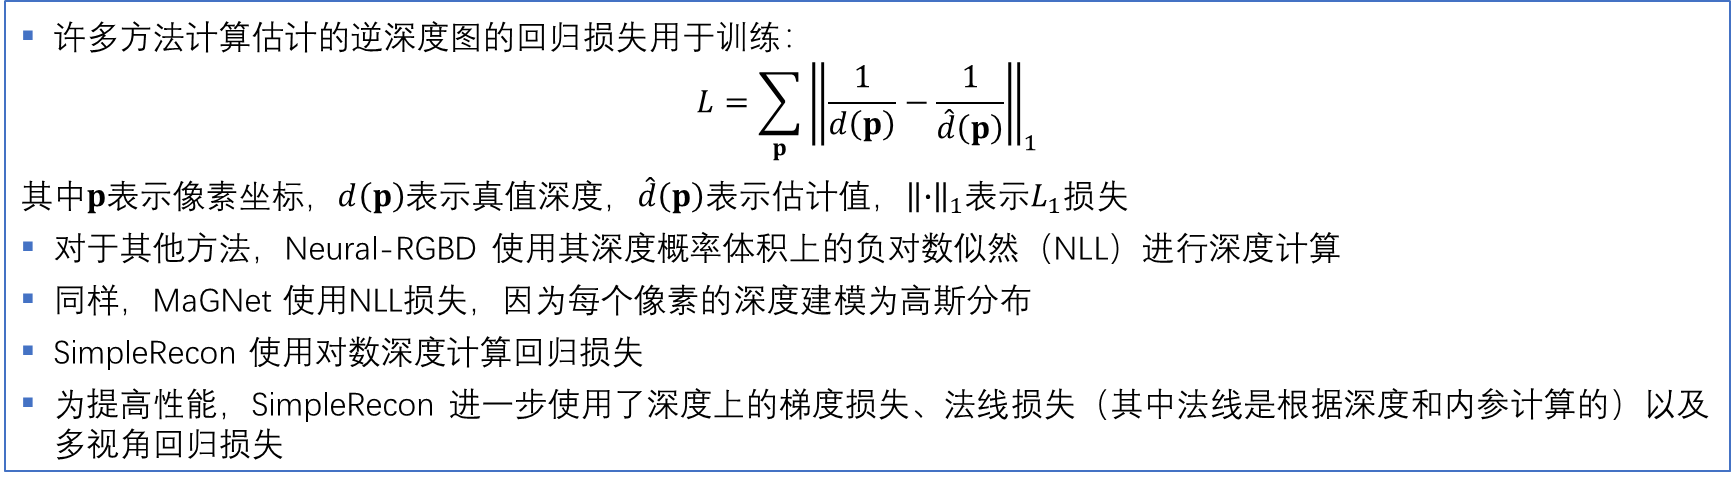 ▪ 许多方法计算估计的逆深度图的回归损失用于训练：
L = ∑_𝐩 ‖ 1/d(𝐩) − 1/d̂(𝐩) ‖₁
其中𝐩表示像素坐标，d(𝐩)表示真值深度，d̂(𝐩)表示估计值，‖·‖₁表示L₁损失
▪ 对于其他方法，Neural-RGBD 使用其深度概率体积上的负对数似然（NLL）进行深度计算
▪ 同样，MaGNet 使用NLL损失，因为每个像素的深度建模为高斯分布
▪ SimpleRecon 使用对数深度计算回归损失
▪ 为提高性能，SimpleRecon 进一步使用了深度上的梯度损失、法线损失（其中法线是根据深度和内参计算的）以及
多视角回归损失